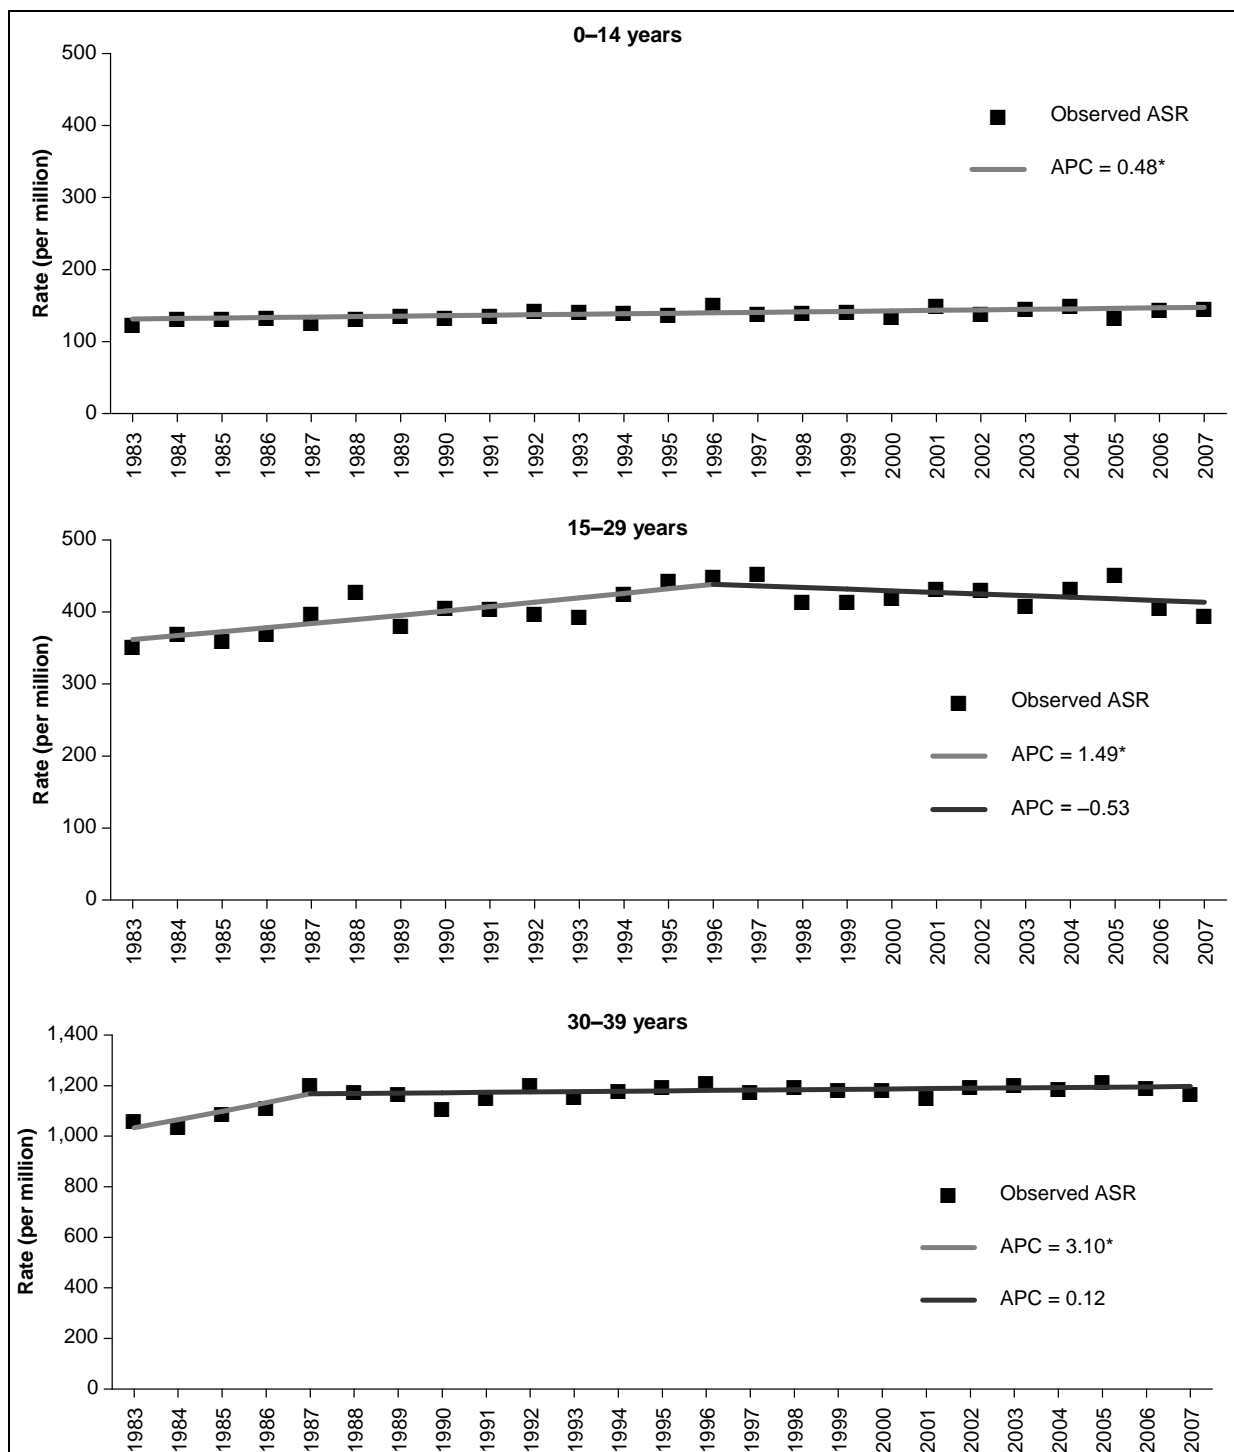 0–14 years
500
400
300
200
100
0
Rate (per million)
Observed ASR
APC = 0.48*
1983 1984 1985 1986 1987 1988 1989 1990 1991 1992 1993 1994 1995 1996 1997 1998 1999 2000 2001 2002 2003 2004 2005 2006 2007
15–29 years
500
400
300
200
100
0
Rate (per million)
Observed ASR
APC = 1.49*
APC = –0.53
1983 1984 1985 1986 1987 1988 1989 1990 1991 1992 1993 1994 1995 1996 1997 1998 1999 2000 2001 2002 2003 2004 2005 2006 2007
30–39 years
1,400
1,200
1,000
800
600
400
200
0
Rate (per million)
Observed ASR
APC = 3.10*
APC = 0.12
1983 1984 1985 1986 1987 1988 1989 1990 1991 1992 1993 1994 1995 1996 1997 1998 1999 2000 2001 2002 2003 2004 2005 2006 2007